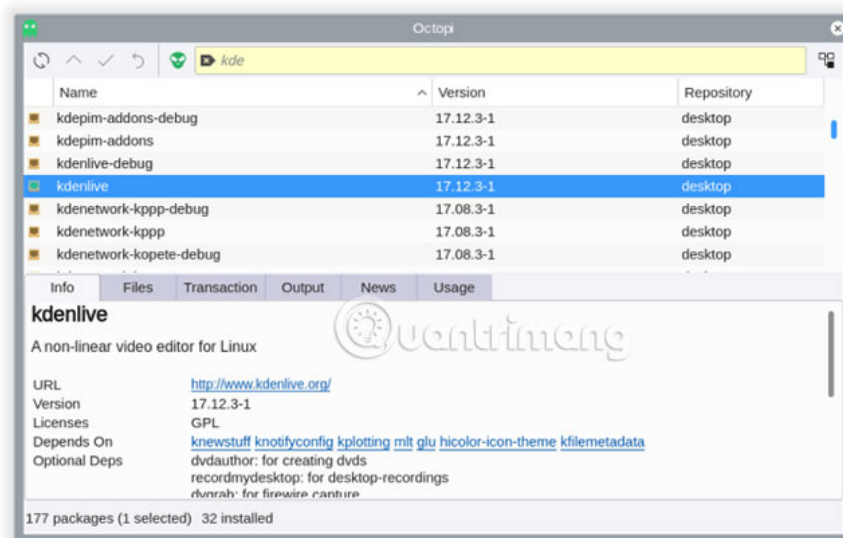 Octopi
kde
Name Version Repository
kdepim-addons-debug 17.12.3-1 desktop
kdepim-addons 17.12.3-1 desktop
kdenlive-debug 17.12.3-1 desktop
kdenlive 17.12.3-1 desktop
kdenetwork-kppp-debug 17.08.3-1 desktop
kdenetwork-kppp 17.08.3-1 desktop
kdenetwork-kopete-debug 17.08.3-1 desktop
Info Files Transaction Output News Usage
kdenlive
Quantrimang
A non-linear video editor for Linux
URL http://www.kdenlive.org/
Version 17.12.3-1
Licenses GPL
Depends On knewstuff knotifyconfig kplotting mlt glu hicolor-icon-theme kfilemetadata
Optional Deps dvdauthor: for creating dvds
recordmydesktop: for desktop-recordings
dvgrab: for firewire capture
177 packages (1 selected) 32 installed